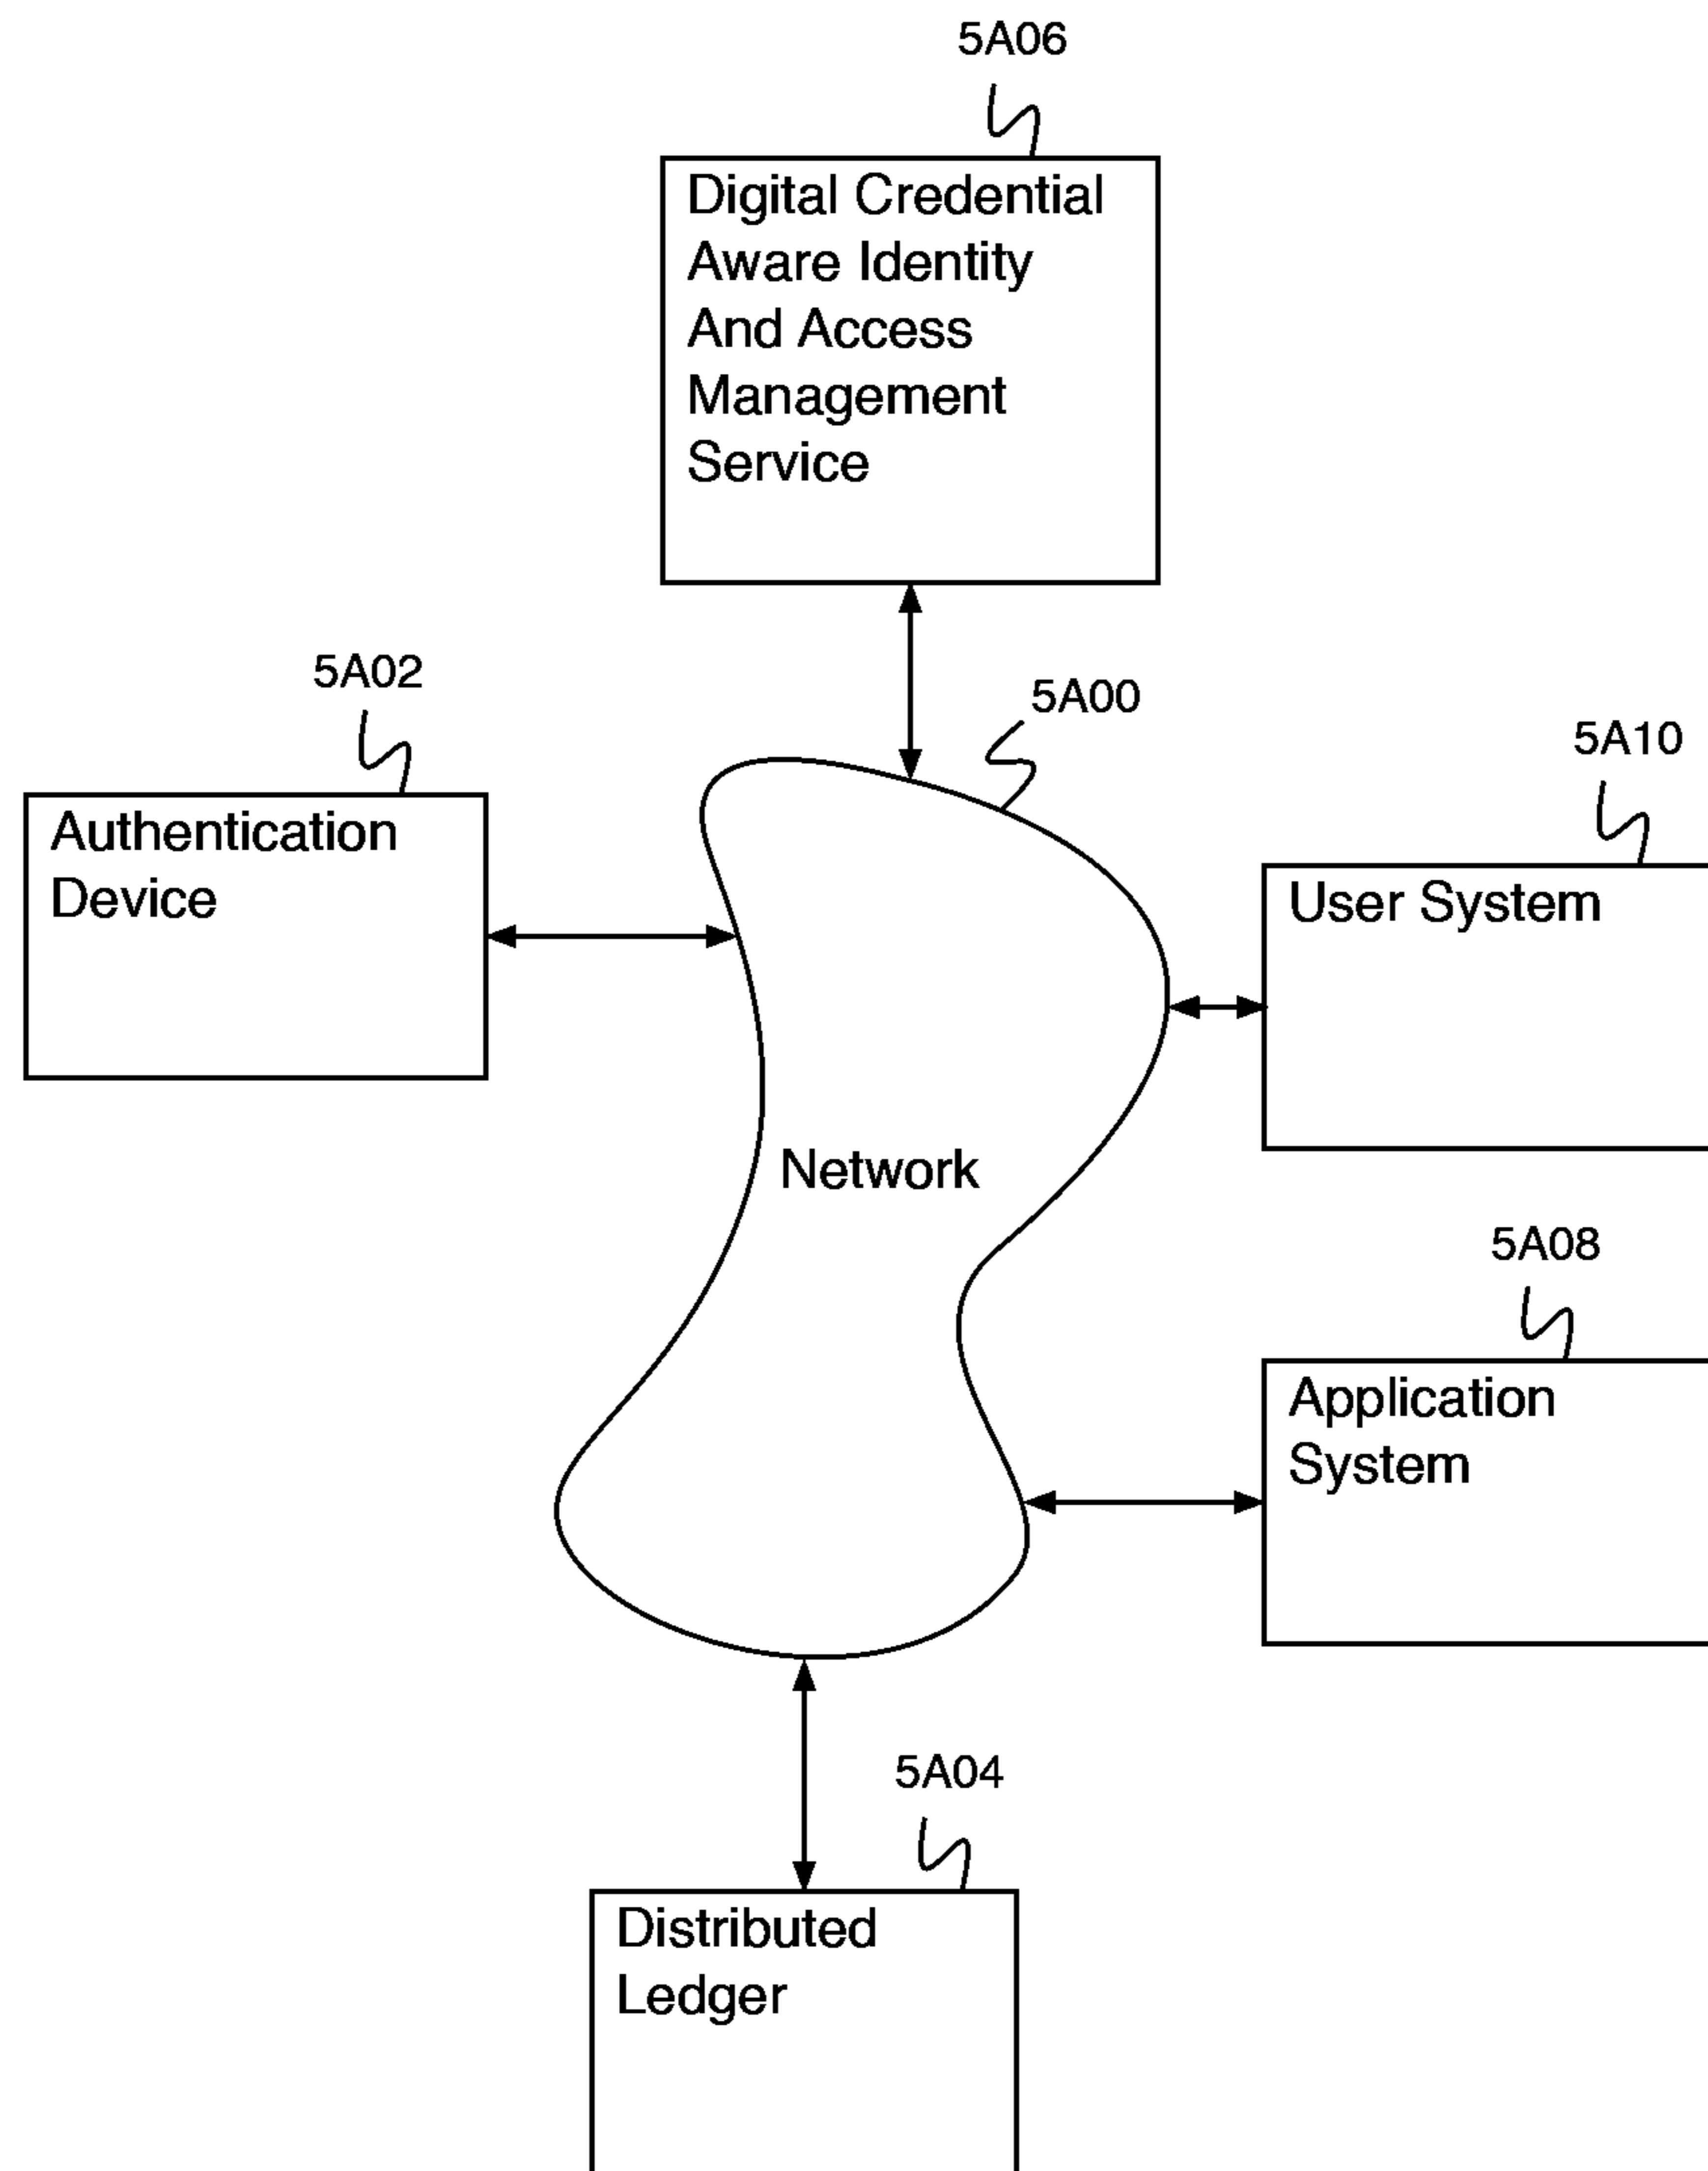 5A06
Digital Credential
Aware Identity
And Access
Management
Service
5A02
5A00
5A10
Authentication
Device
User System
Network
5A08
Application
System
5A04
Distributed
Ledger